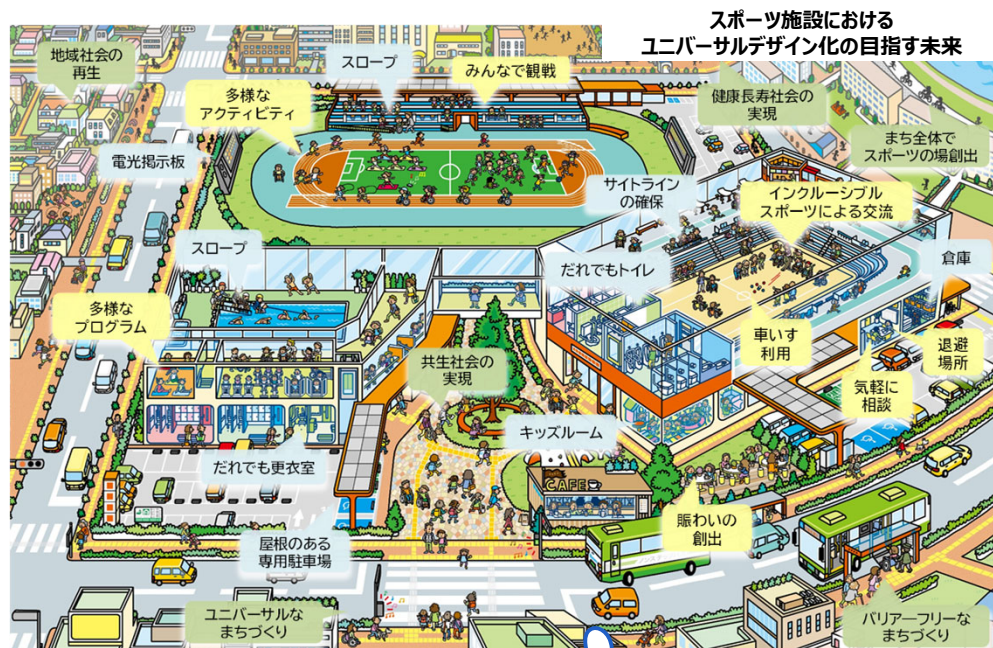 スポーツ施設における
ユニバーサルデザイン化の目指す未来
地域社会の
再生
スロープ
みんなで観戦
多様な
アクティビティ
健康長寿社会の
実現
まち全体で
スポーツの場創出
電光掲示板
サイトライン
の確保
インクルーシブル
スポーツによる交流
スロープ
だれでもトイレ
倉庫
多様な
プログラム
車いす
利用
退避
場所
共生社会の
実現
気軽に
相談
キッズルーム
だれでも更衣室
CAFE
賑わいの
創出
屋根のある
専用駐車場
ユニバーサルな
まちづくり
バリアーフリーな
まちづくり